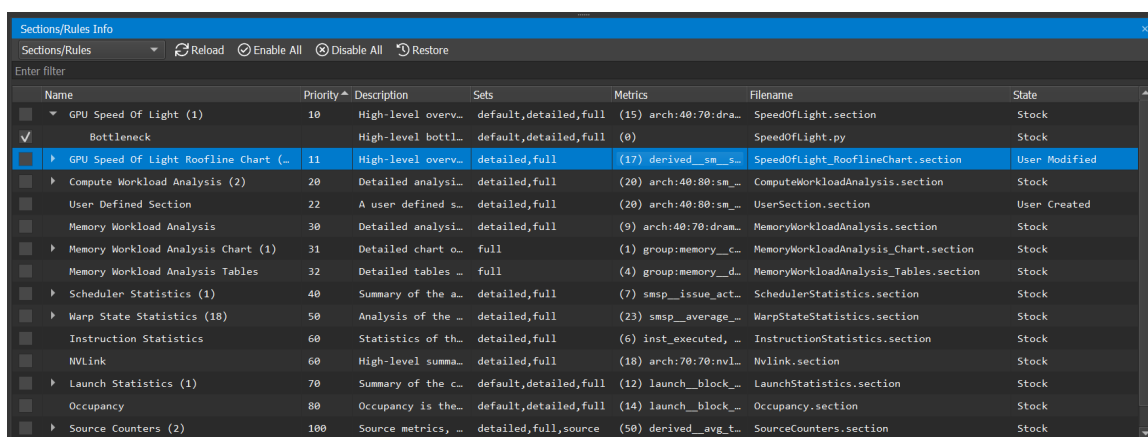 Sections/Rules Info
Sections/Rules Reload Enable All Disable All Restore
Enter filter
Name Priority Description Sets Metrics Filename State
GPU Speed Of Light (1) 10 High-level overv… default,detailed,full (15) arch:40:70:dra… SpeedOfLight.section Stock
Bottleneck High-level bottl… default,detailed,full (0) SpeedOfLight.py Stock
GPU Speed Of Light Roofline Chart (… 11 High-level overv… detailed,full (17) derived__sm__s… SpeedOfLight_RooflineChart.section User Modified
Compute Workload Analysis (2) 20 Detailed analysi… detailed,full (20) arch:40:80:sm_… ComputeWorkloadAnalysis.section Stock
User Defined Section 22 A user defined s… detailed,full (20) arch:40:80:sm_… UserSection.section User Created
Memory Workload Analysis 30 Detailed analysi… detailed,full (9) arch:40:70:dram… MemoryWorkloadAnalysis.section Stock
Memory Workload Analysis Chart (1) 31 Detailed chart o… full (1) group:memory__c… MemoryWorkloadAnalysis_Chart.section Stock
Memory Workload Analysis Tables 32 Detailed tables … full (4) group:memory__d… MemoryWorkloadAnalysis_Tables.section Stock
Scheduler Statistics (1) 40 Summary of the a… detailed,full (7) smsp__issue_act… SchedulerStatistics.section Stock
Warp State Statistics (18) 50 Analysis of the … detailed,full (23) smsp__average_… WarpStateStatistics.section Stock
Instruction Statistics 60 Statistics of th… detailed,full (6) inst_executed, … InstructionStatistics.section Stock
NVLink 60 High-level summa… detailed,full (18) arch:70:70:nvl… Nvlink.section Stock
Launch Statistics (1) 70 Summary of the c… default,detailed,full (12) launch__block_… LaunchStatistics.section Stock
Occupancy 80 Occupancy is the… default,detailed,full (14) launch__block_… Occupancy.section Stock
Source Counters (2) 100 Source metrics, … detailed,full,source (50) derived__avg_t… SourceCounters.section Stock